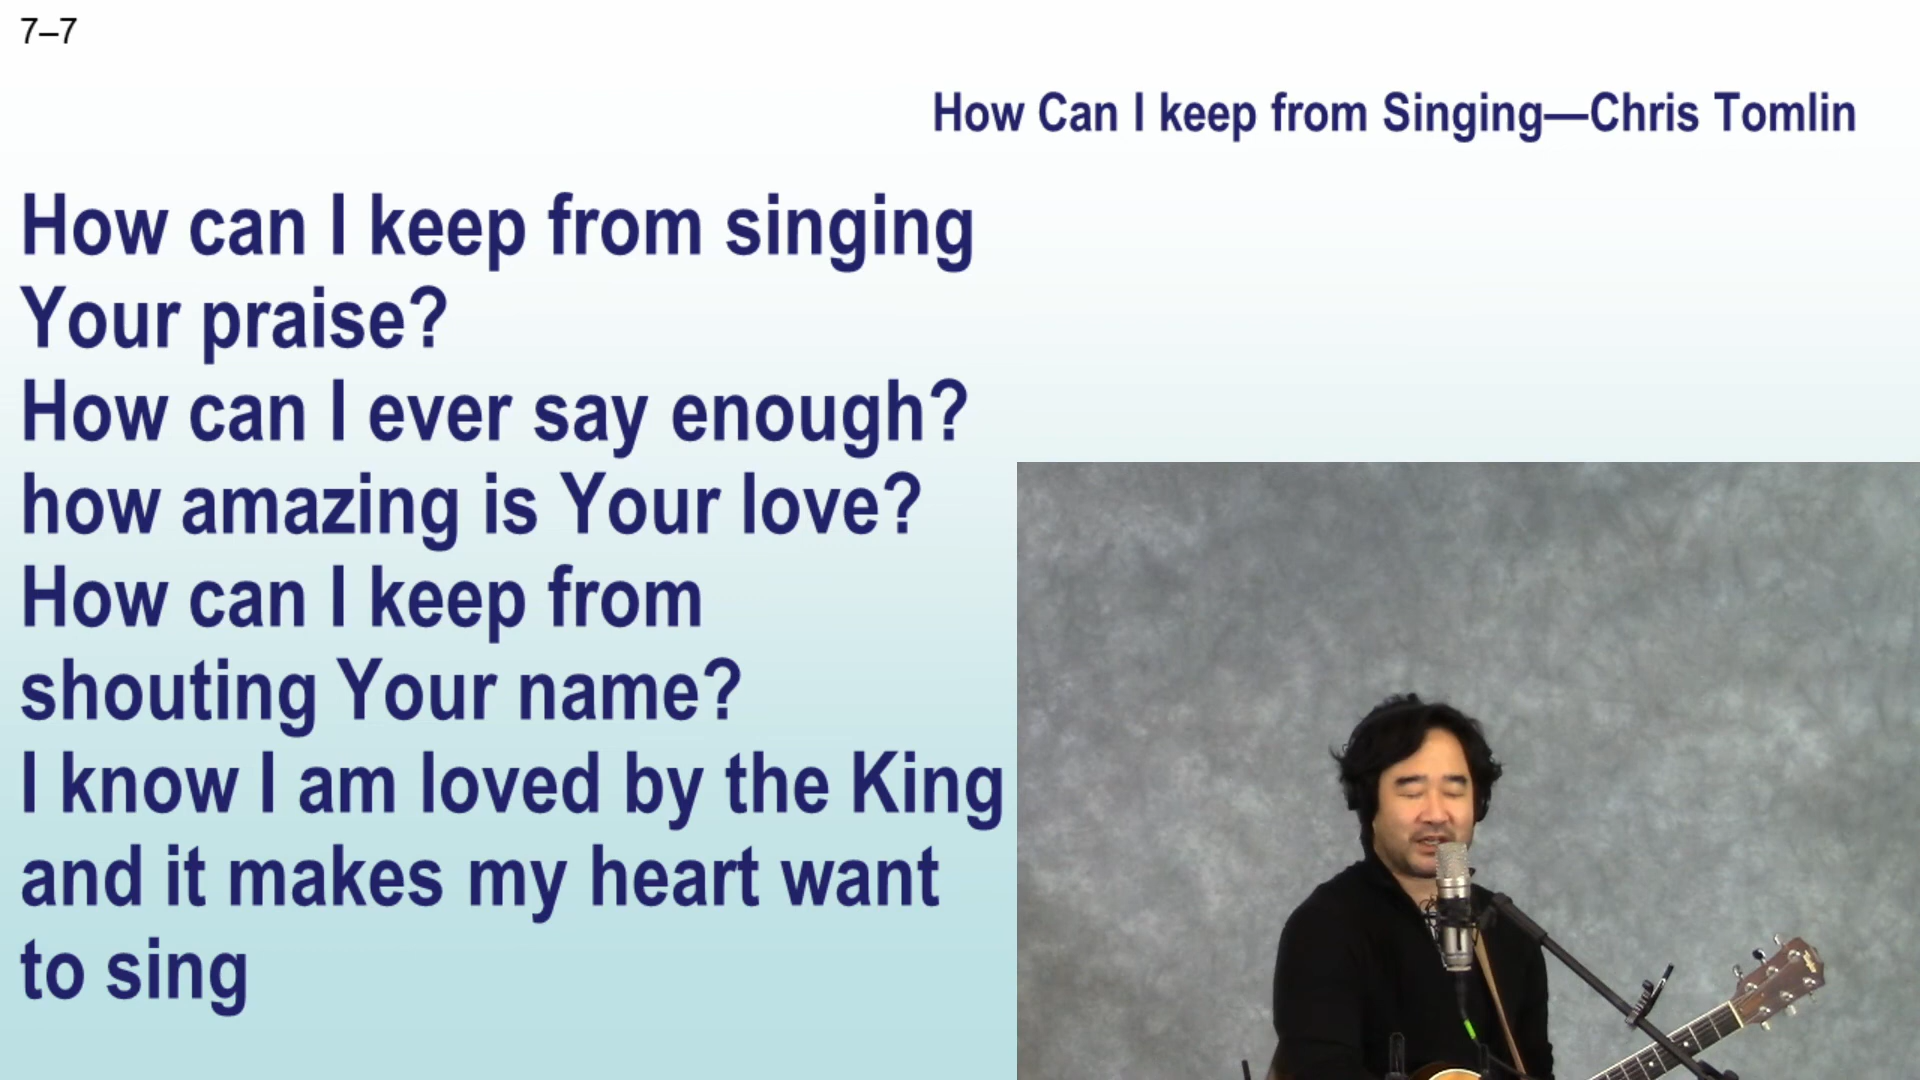 7–7
How Can I keep from Singing—Chris Tomlin
How can I keep from singing
Your praise?
How can I ever say enough?
how amazing is Your love?
How can I keep from
shouting Your name?
I know I am loved by the King
and it makes my heart want
to sing